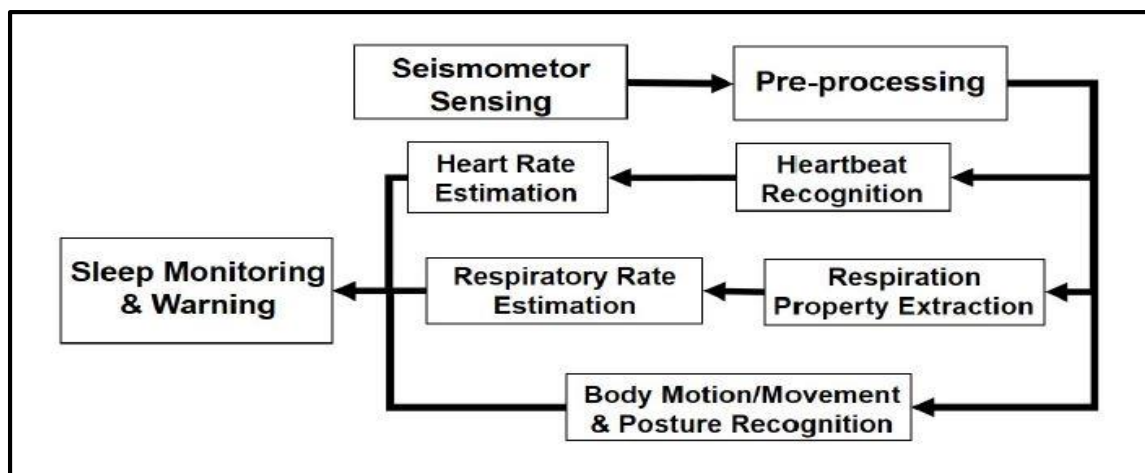 Seismometor
Sensing
Pre-processing
Heart Rate
Estimation
Heartbeat
Recognition
Sleep Monitoring
& Warning
Respiratory Rate
Estimation
Respiration
Property Extraction
Body Motion/Movement
& Posture Recognition